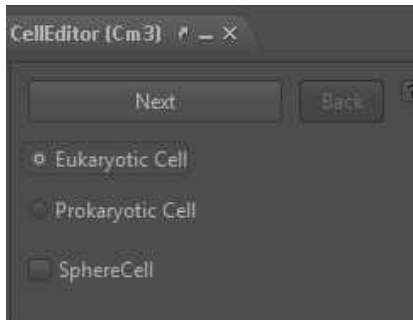 CellEditor (Cm3)
Next Back ?
Eukaryotic Cell
Prokaryotic Cell
SphereCell